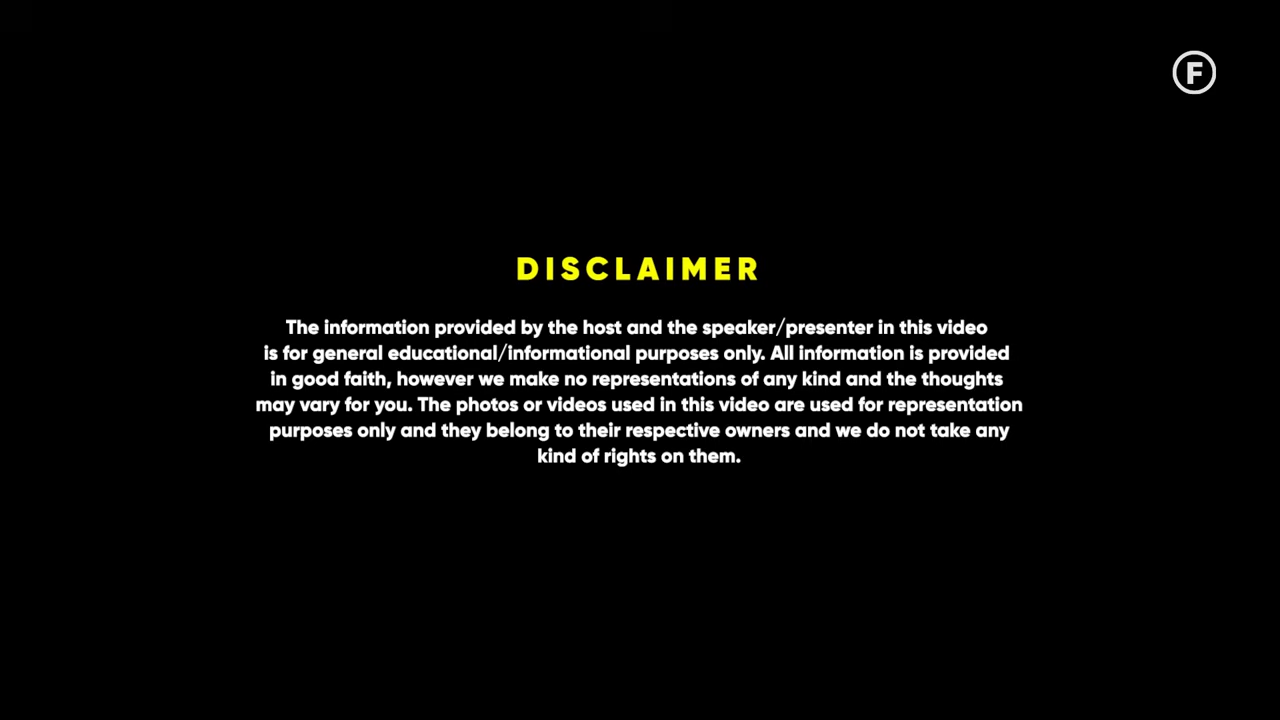 F
DISCLAIMER
The information provided by the host and the speaker/presenter in this video
is for general educational/informational purposes only. All information is provided
in good faith, however we make no representations of any kind and the thoughts
may vary for you. The photos or videos used in this video are used for representation
purposes only and they belong to their respective owners and we do not take any
kind of rights on them.